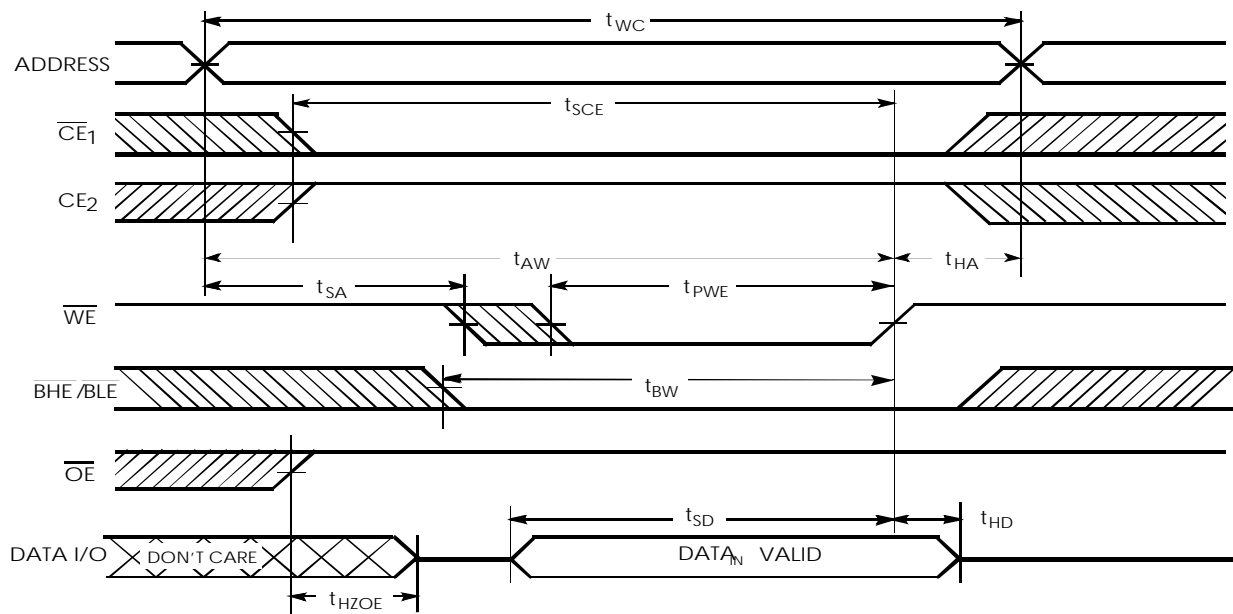 tWC
ADDRESS
tSCE
CE1
CE2
tAW
tHA
tSA
tPWE
WE
BHE/BLE
tBW
OE
tSD
tHD
DATA I/O
DON'T CARE
DATAIN VALID
tHZOE